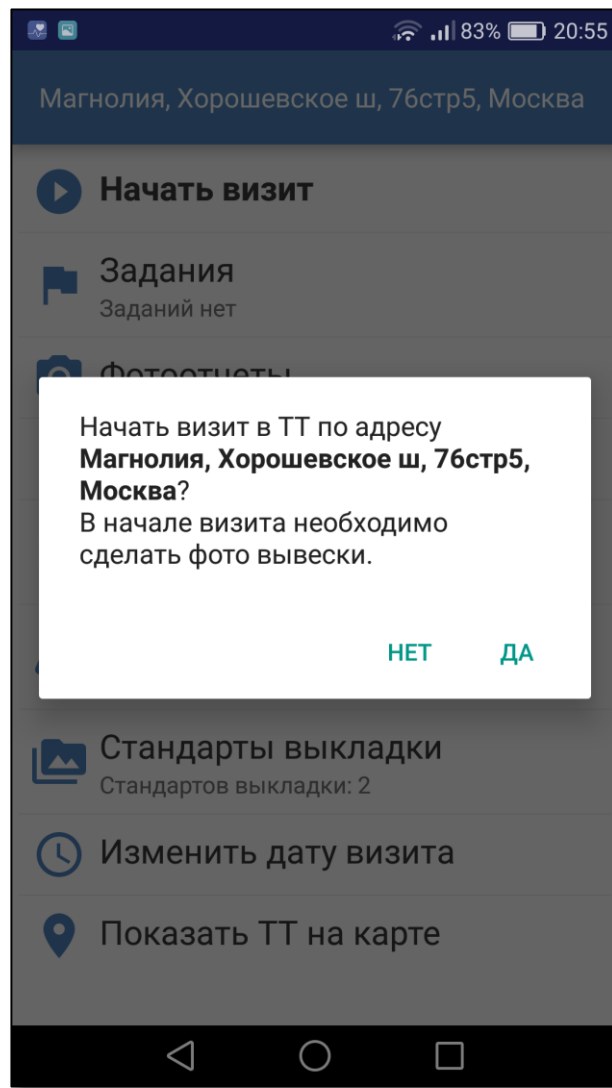 83% 20:55
Магнолия, Хорошевское ш, 76стр5, Москва
Начать визит
Задания
Заданий нет
Фотоотчеты
Начать визит в ТТ по адресу
Магнолия, Хорошевское ш, 76стр5,
Москва?
В начале визита необходимо
сделать фото вывески.
НЕТ ДА
Стандарты выкладки
Стандартов выкладки: 2
Изменить дату визита
Показать ТТ на карте